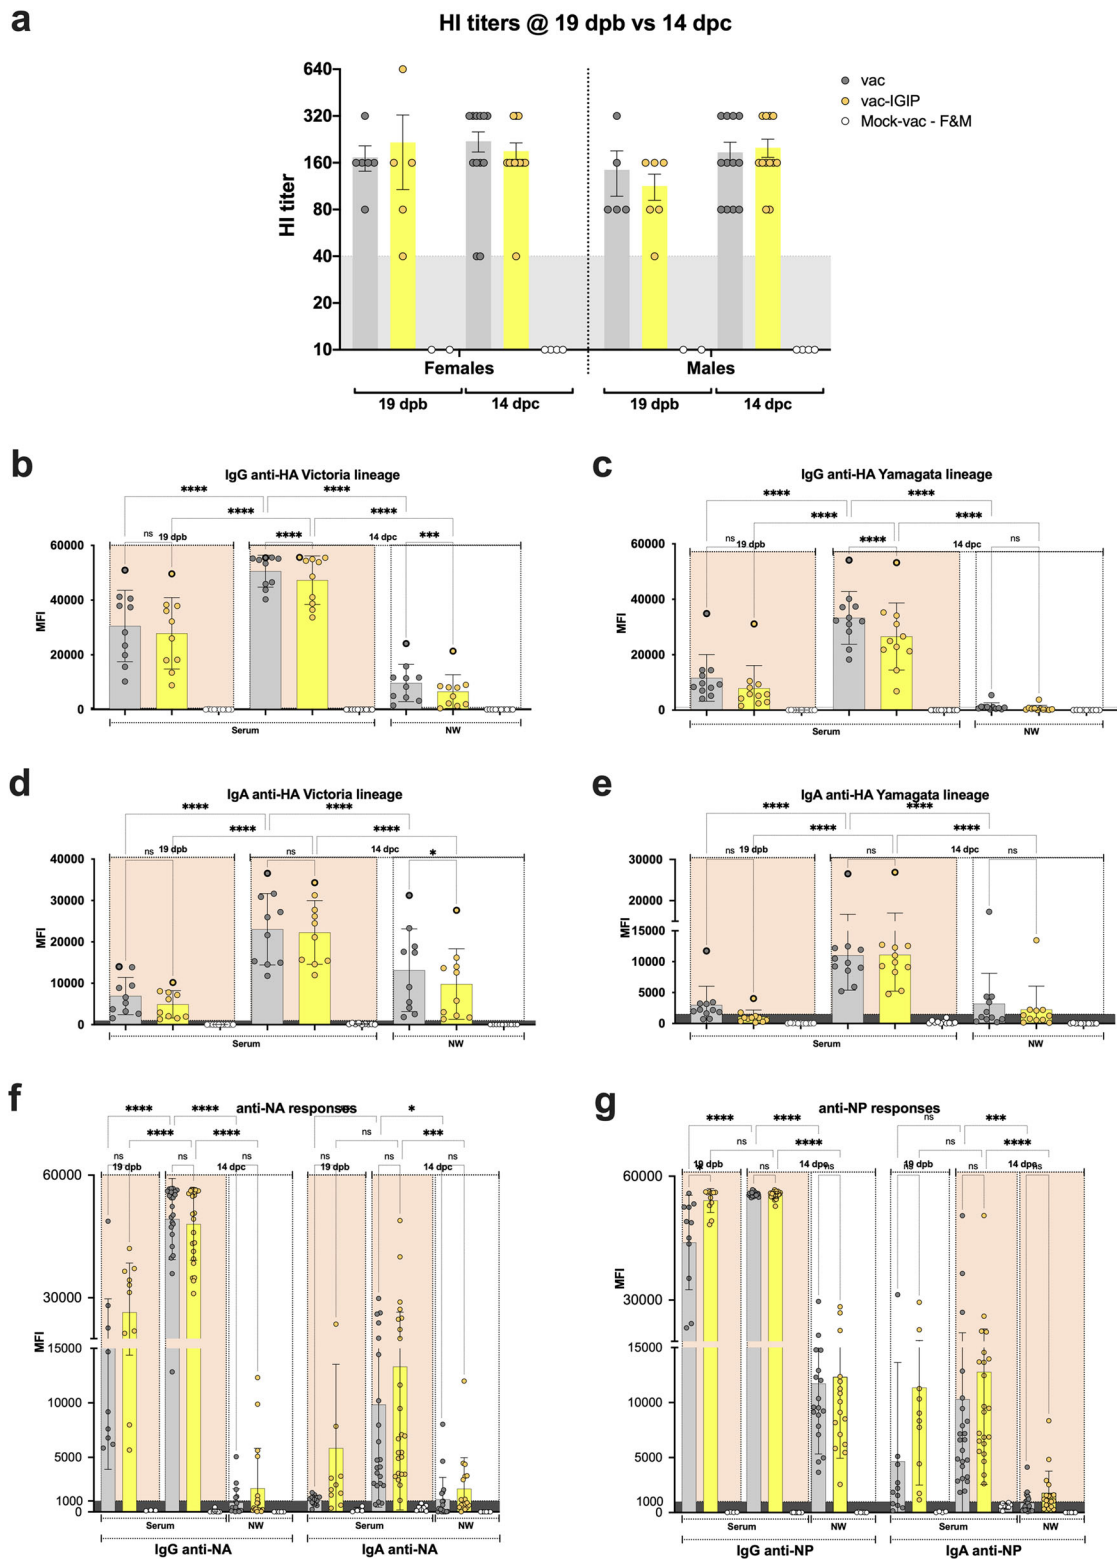 a
HI titers @ 19 dpb vs 14 dpc
640
320
160
80
40
20
10
HI titer
vac
vac-IGIP
Mock-vac - F&M
Females
Males
19 dpb
14 dpc
19 dpb
14 dpc
b
IgG anti-HA Victoria lineage
**** ****
**** ****
ns 19 dpb **** 14 dpc ***
60000
40000
20000
0
MFI
Serum
NW
c
IgG anti-HA Yamagata lineage
**** ****
**** ****
ns 19 dpb **** 14 dpc ns
60000
40000
20000
0
MFI
Serum
NW
d
IgA anti-HA Victoria lineage
**** ****
**** ****
19 dpb 14 dpc
ns ns *
40000
30000
20000
10000
0
MFI
Serum
NW
e
IgA anti-HA Yamagata lineage
**** ****
**** ****
19 dpb 14 dpc
ns ns ns
30000
20000
15000
10000
5000
0
MFI
Serum
NW
f
anti-NA responses
**** **** *
**** **** ns ***
ns ns ns ns ns ns
19 dpb 14 dpc 19 dpb 14 dpc
60000
30000
15000
10000
5000
1000
0
MFI
Serum NW Serum NW
IgG anti-NA IgA anti-NA
g
anti-NP responses
**** **** ns ***
ns **** ns ****
19 dpb 14 dpc 19 dpb 14 dpc
* ns ns ns ns ns
60000
30000
15000
10000
5000
1000
0
MFI
Serum NW Serum NW
IgG anti-NP IgA anti-NP